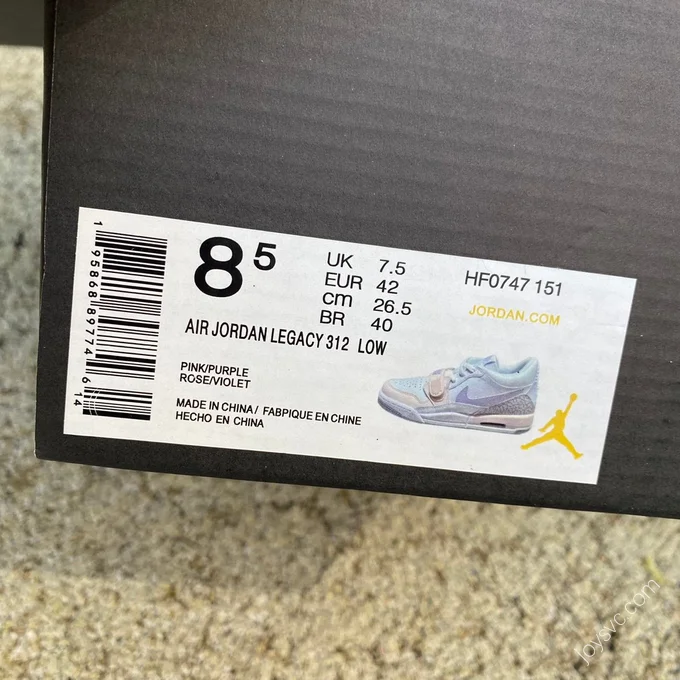 8 5
UK 7.5
EUR 42
cm 26.5
BR 40
HF0747 151
JORDAN.COM
AIR JORDAN LEGACY 312 LOW
PINK/PURPLE
ROSE/VIOLET
MADE IN CHINA/ FABPIQUE EN CHINE
HECHO EN CHINA
1 95868 89774 6 14
Joysvc.com